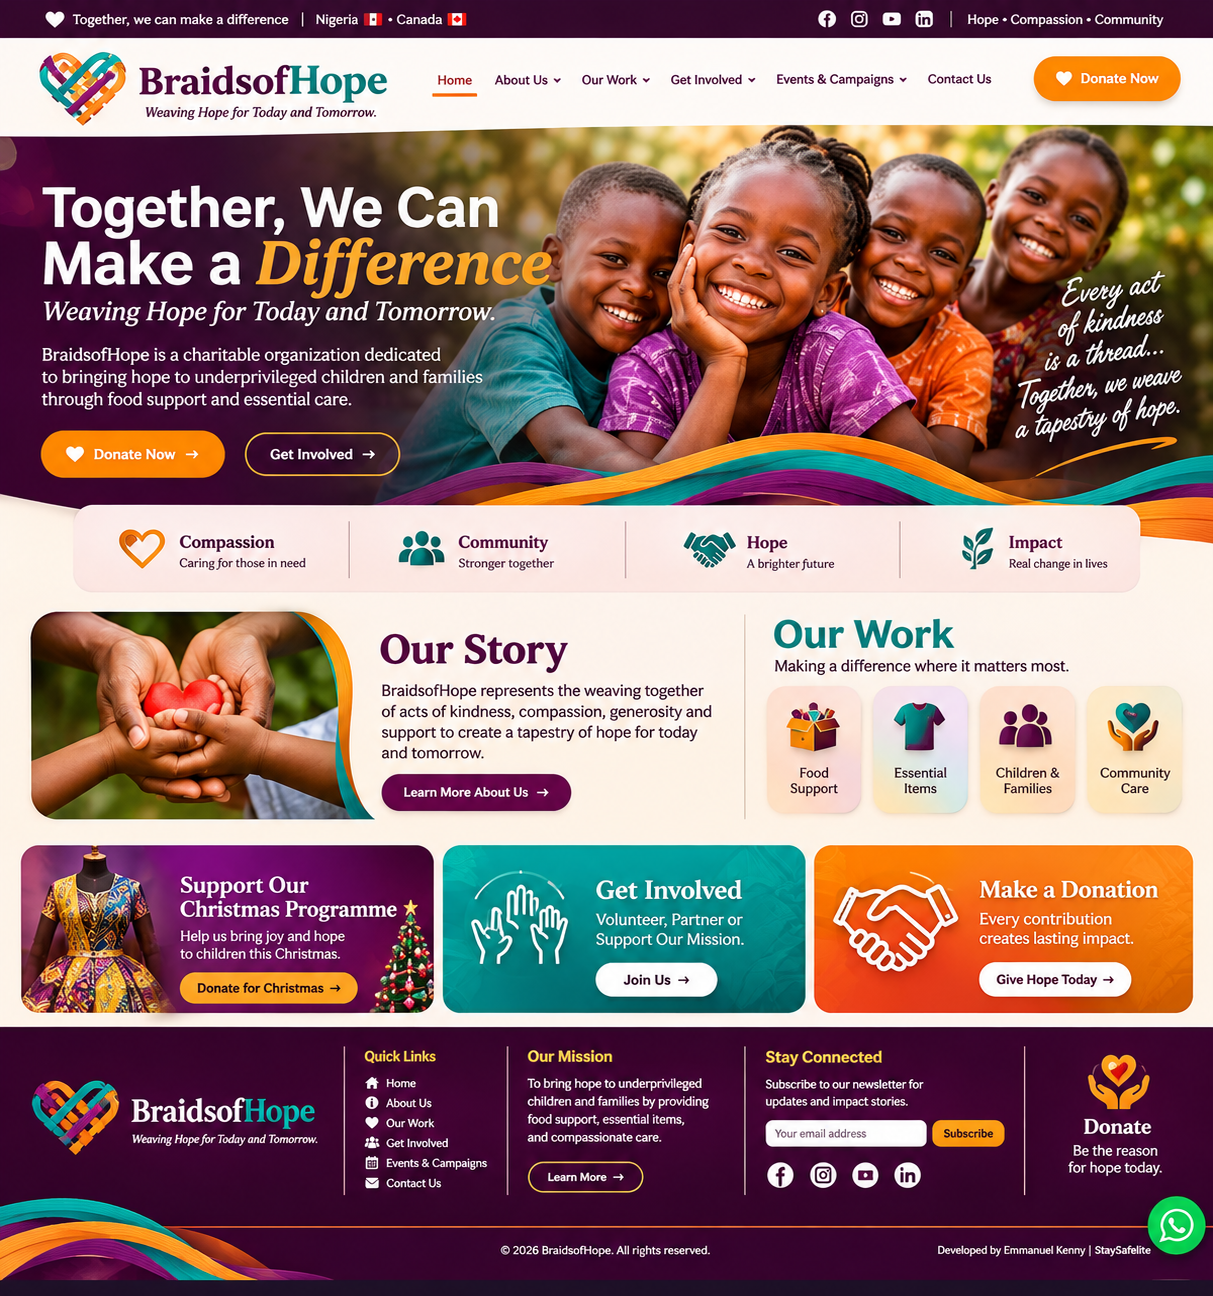 Together, we can make a difference | Nigeria • Canada
Hope • Compassion • Community
BraidsofHope
Weaving Hope for Today and Tomorrow.
Home
About Us
Our Work
Get Involved
Events & Campaigns
Contact Us
Donate Now
Together, We Can
Make a Difference
Weaving Hope for Today and Tomorrow.
BraidsofHope is a charitable organization dedicated
to bringing hope to underprivileged children and families
through food support and essential care.
Donate Now →
Get Involved →
Every act
of kindness
is a thread...
Together, we weave
a tapestry of hope.
Compassion
Caring for those in need
Community
Stronger together
Hope
A brighter future
Impact
Real change in lives
Our Story
BraidsofHope represents the weaving together
of acts of kindness, compassion, generosity and
support to create a tapestry of hope for today
and tomorrow.
Learn More About Us →
Our Work
Making a difference where it matters most.
Food
Support
Essential
Items
Children &
Families
Community
Care
Support Our
Christmas Programme
Help us bring joy and hope
to children this Christmas.
Donate for Christmas →
Get Involved
Volunteer, Partner or
Support Our Mission.
Join Us →
Make a Donation
Every contribution
creates lasting impact.
Give Hope Today →
BraidsofHope
Weaving Hope for Today and Tomorrow.
Quick Links
Home
About Us
Our Work
Get Involved
Events & Campaigns
Contact Us
Our Mission
To bring hope to underprivileged
children and families by providing
food support, essential items,
and compassionate care.
Learn More →
Stay Connected
Subscribe to our newsletter for
updates and impact stories.
Your email address
Subscribe
Donate
Be the reason
for hope today.
© 2026 BraidsofHope. All rights reserved.
Developed by Emmanuel Kenny | StaySafelite